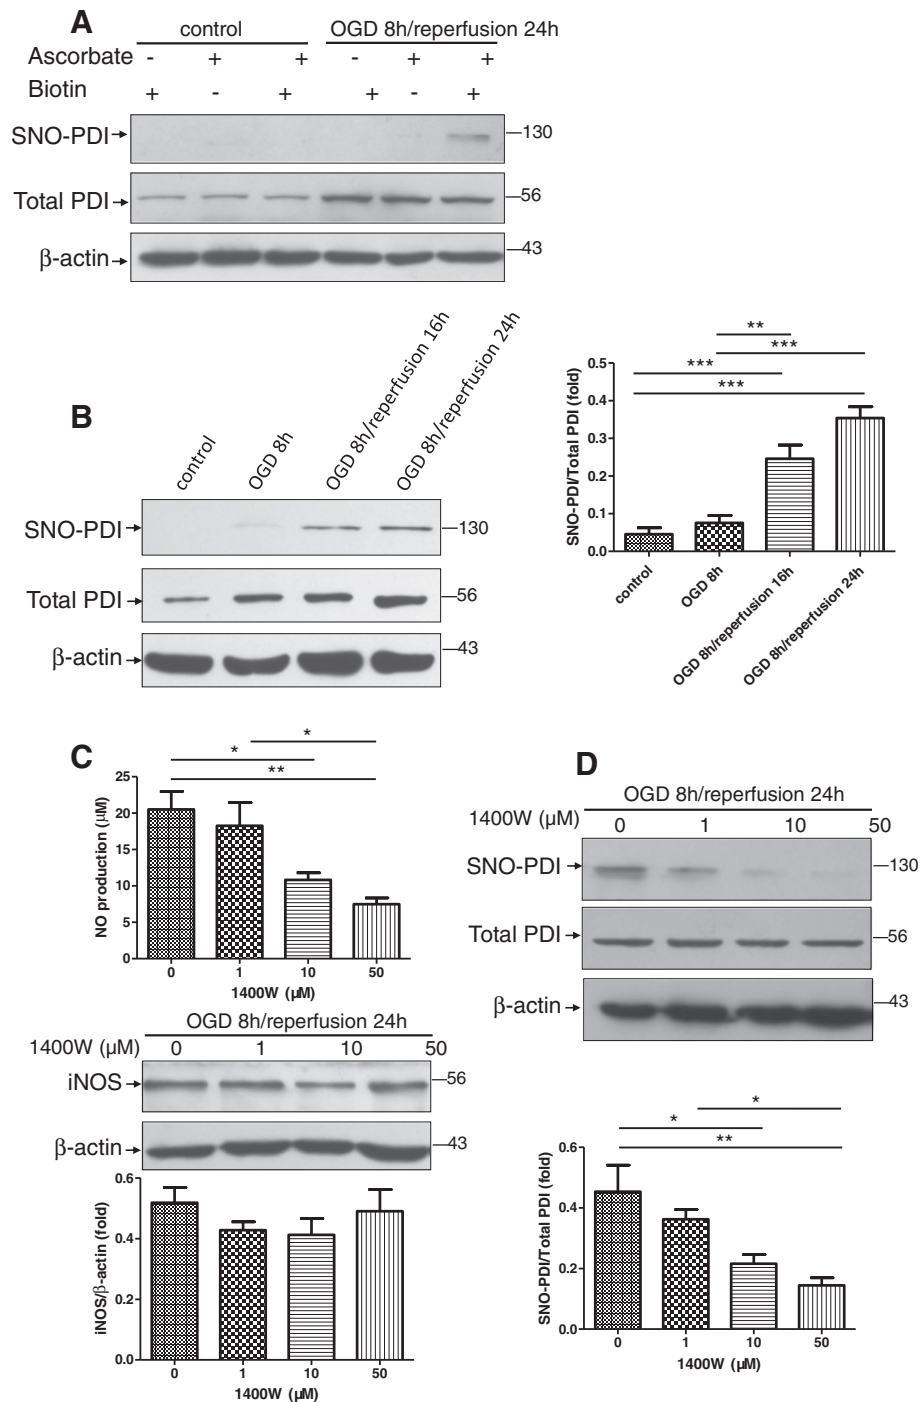 A
control
OGD 8h/reperfusion 24h
Ascorbate - + + - + +
Biotin + - + + - +
SNO-PDI 130
Total PDI 56
β-actin 43
B
control
OGD 8h
OGD 8h/reperfusion 16h
OGD 8h/reperfusion 24h
SNO-PDI 130
Total PDI 56
β-actin 43
**
***
***
***
SNO-PDI/Total PDI (fold)
0.5
0.4
0.3
0.2
0.1
0.0
control
OGD 8h
OGD 8h/reperfusion 16h
OGD 8h/reperfusion 24h
C
*
*
**
NO production (µM)
25
20
15
10
5
0
0 1 10 50
1400W (µM)
OGD 8h/reperfusion 24h
1400W (µM) 0 1 10 50
iNOS 56
β-actin 43
iNOS/β-actin (fold)
0.6
0.4
0.2
0.0
0 1 10 50
1400W (µM)
D
OGD 8h/reperfusion 24h
1400W (µM) 0 1 10 50
SNO-PDI 130
Total PDI 56
β-actin 43
*
*
**
SNO-PDI/Total PDI (fold)
0.6
0.4
0.2
0.0
0 1 10 50
1400W (µM)